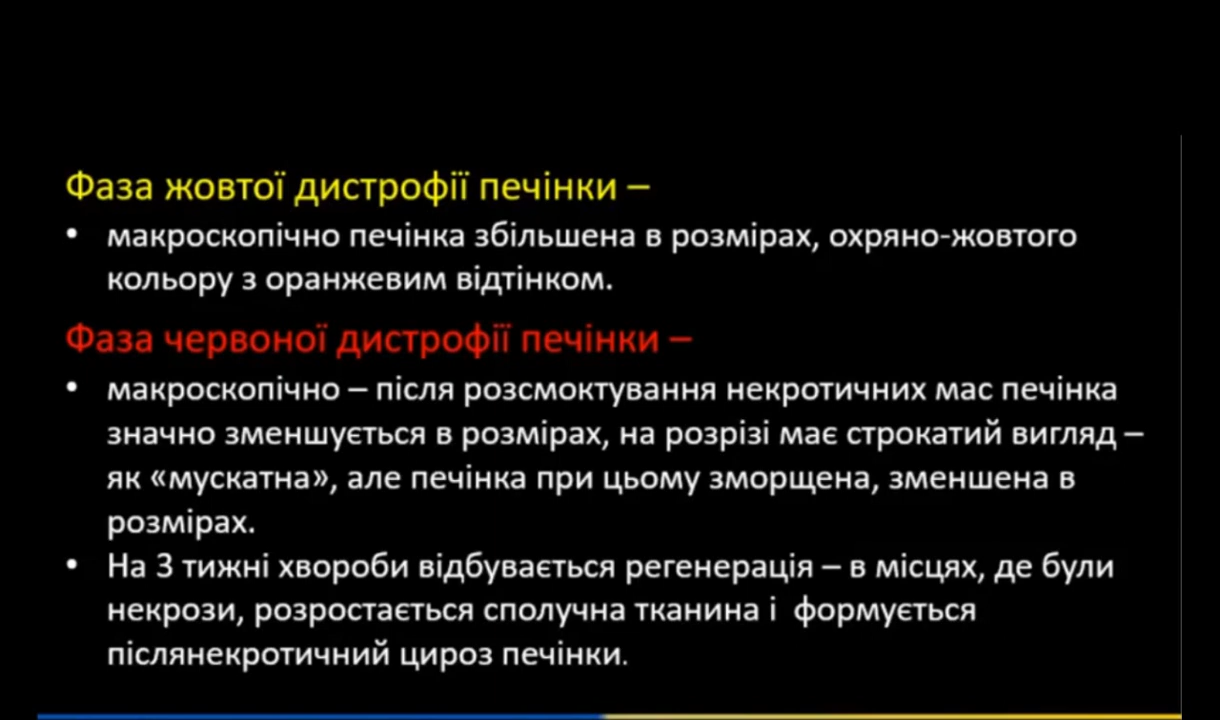 Фаза жовтої дистрофії печінки –
• макроскопічно печінка збільшена в розмірах, охряно-жовтого
кольору з оранжевим відтінком.
Фаза червоної дистрофії печінки –
• макроскопічно – після розсмоктування некротичних мас печінка
значно зменшується в розмірах, на розрізі має строкатий вигляд –
як «мускатна», але печінка при цьому зморщена, зменшена в
розмірах.
• На 3 тижні хвороби відбувається регенерація – в місцях, де були
некрози, розростається сполучна тканина і формується
післянекротичний цироз печінки.